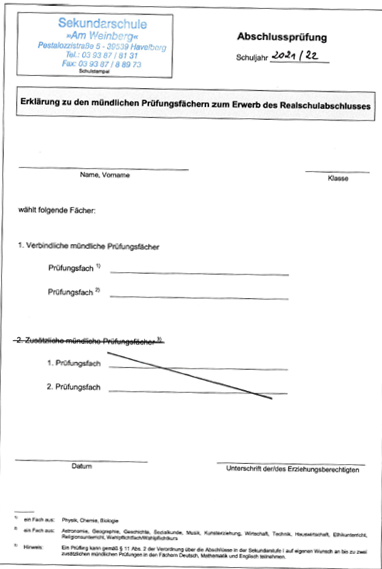 Sekundarschule
»Am Weinberg«
Pestalozzistraße 5 - 39539 Havelberg
Tel.: 03 93 87 / 81 31
Fax: 03 93 87 / 8 89 73
Schulstempel
Abschlussprüfung
Schuljahr 2021/22
Erklärung zu den mündlichen Prüfungsfächern zum Erwerb des Realschulabschlusses
Name, Vorname
Klasse
wählt folgende Fächer:
1. Verbindliche mündliche Prüfungsfächer
Prüfungsfach 1)
Prüfungsfach 2)
2. Zusätzliche mündliche Prüfungsfächer 3)
1. Prüfungsfach
2. Prüfungsfach
Datum
Unterschrift der/des Erziehungsberechtigten
1) ein Fach aus: Physik, Chemie, Biologie
2) ein Fach aus: Astronomie, Geographie, Geschichte, Sozialkunde, Musik, Kunsterziehung, Wirtschaft, Technik, Hauswirtschaft, Ethikunterricht,
Religionsunterricht, Wahlpflichtfach/Wahlpflichtkurs
3) Hinweis: Ein Prüfling kann gemäß § 11 Abs. 2 der Verordnung über die Abschlüsse in der Sekundarstufe I auf eigenen Wunsch an bis zu zwei
zusätzlichen mündlichen Prüfungen in den Fächern Deutsch, Mathematik und Englisch teilnehmen.